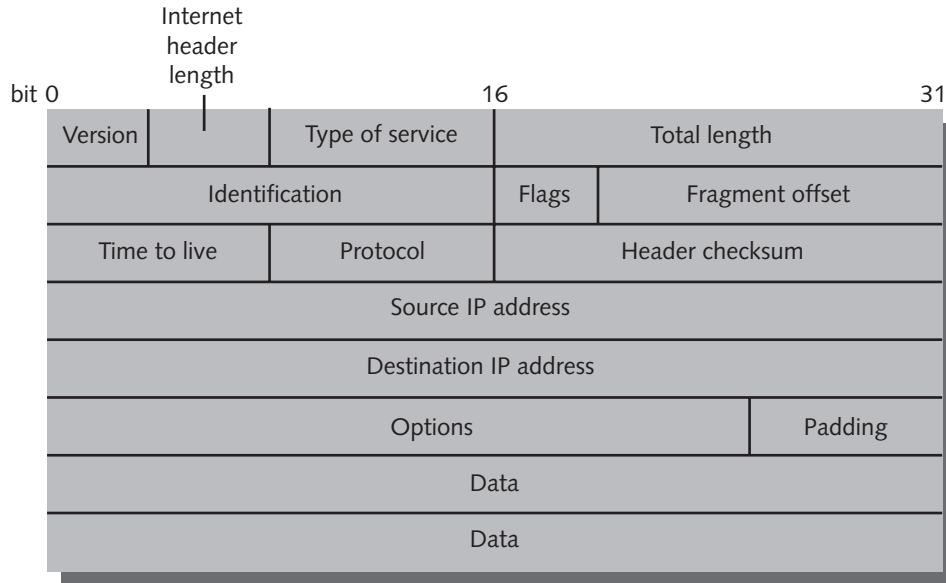 Internet
header
length
bit 0 16 31
Version Type of service Total length
Identification Flags Fragment offset
Time to live Protocol Header checksum
Source IP address
Destination IP address
Options Padding
Data
Data